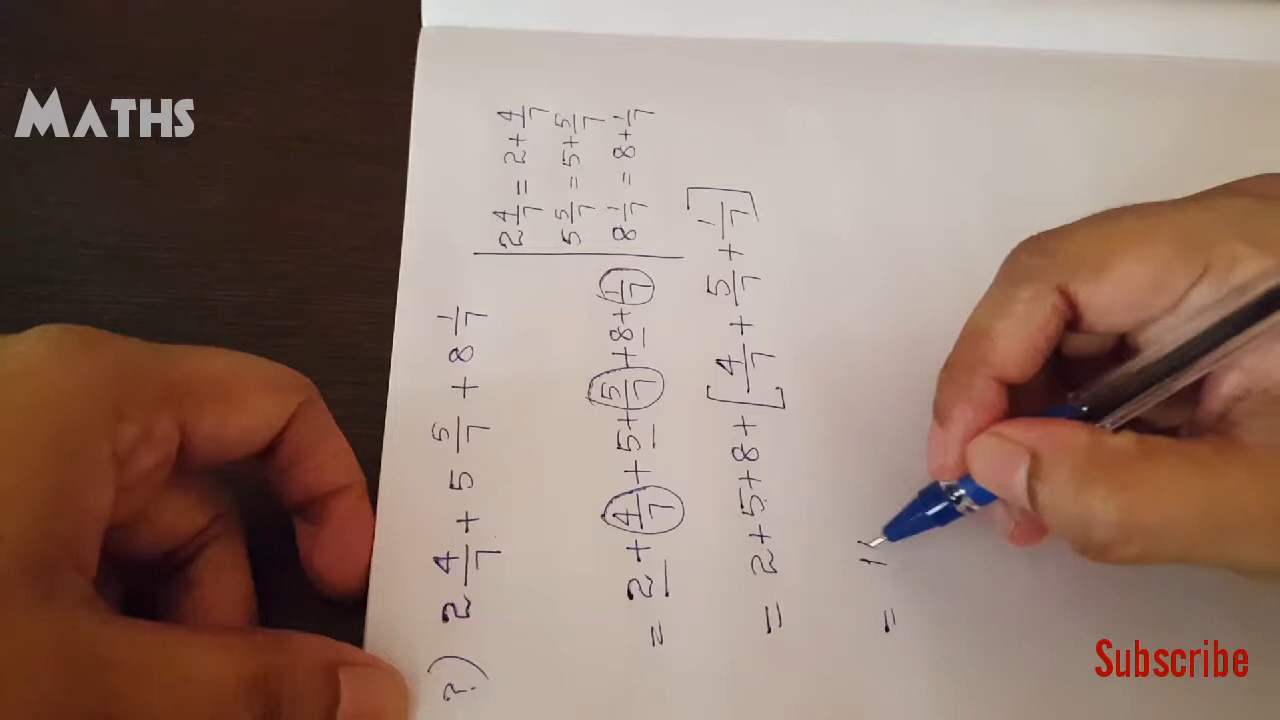 MATHS
?) 2 4/7 + 5 5/7 + 8 1/7
2 4/7 = 2 + 4/7
5 5/7 = 5 + 5/7
8 1/7 = 8 + 1/7
= 2 + 4/7 + 5 + 5/7 + 8 + 1/7
= 2 + 5 + 8 + [4/7 + 5/7 + 1/7]
= 1
Subscribe